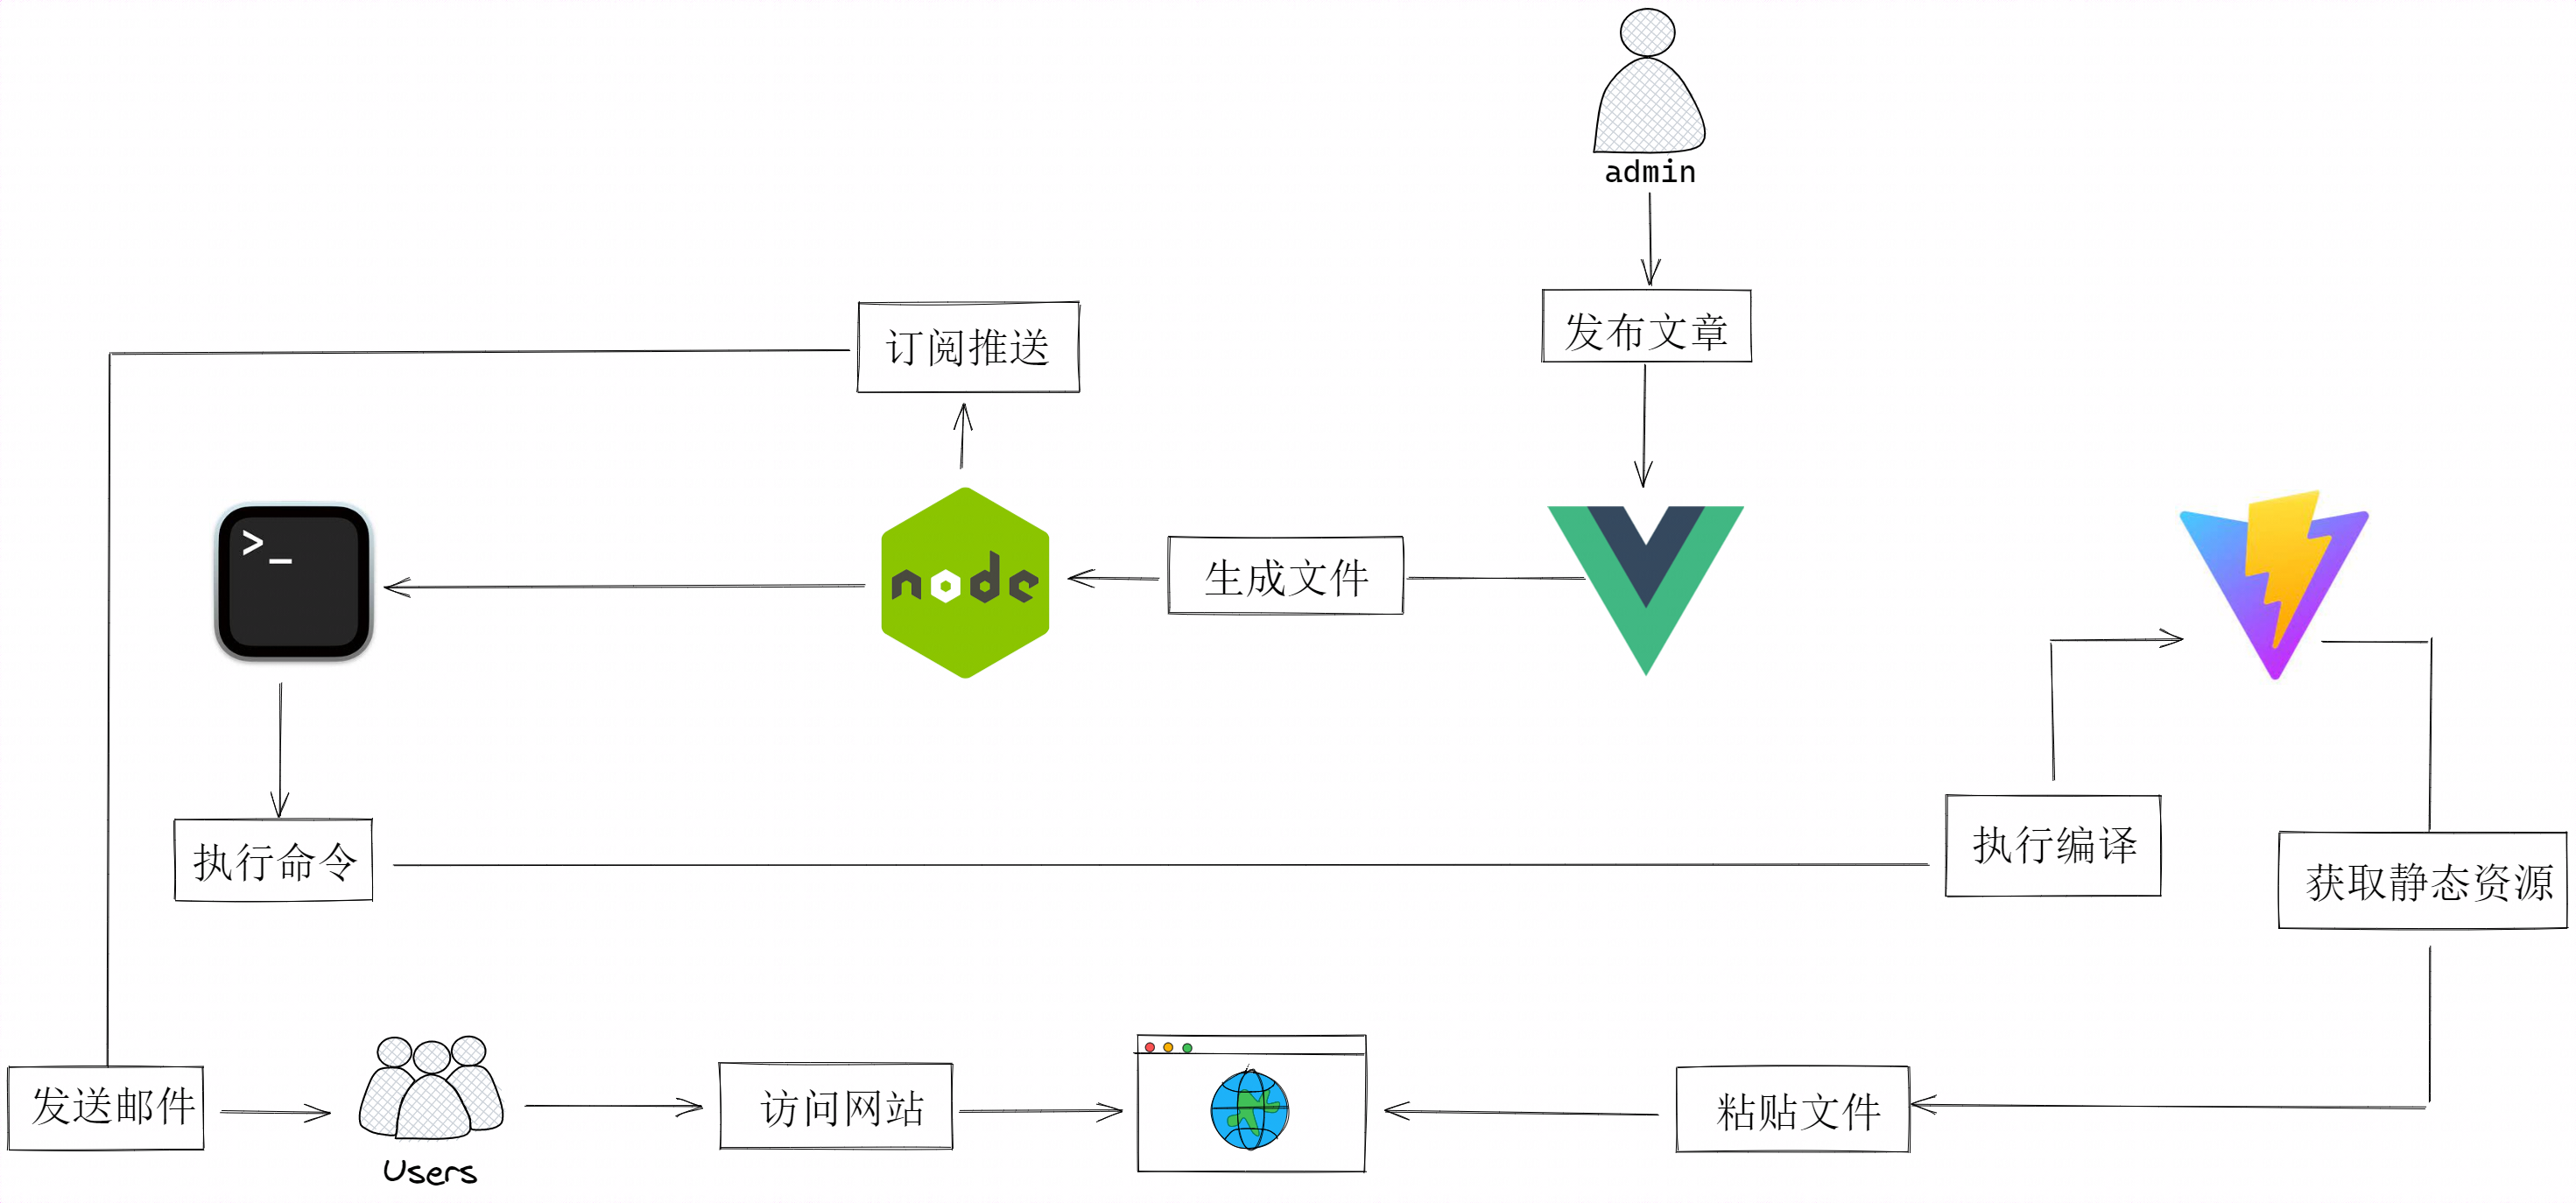 admin
订阅推送
发布文章
>_
node
生成文件
执行命令
执行编译
获取静态资源
发送邮件
Users
访问网站
粘贴文件